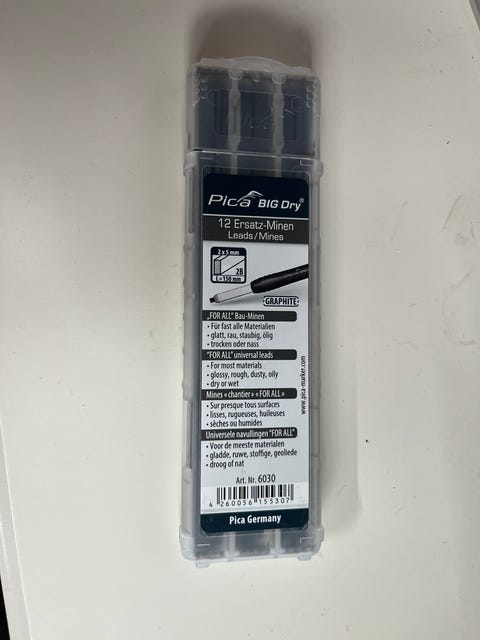 Pica BIG Dry®
12 Ersatz-Minen
Leads/Mines
2 x 5 mm
2B
L=150 mm
GRAPHITE
„FOR ALL" Bau-Minen
• Für fast alle Materialien
• glatt, rau, staubig, ölig
• trocken oder nass
"FOR ALL" universal leads
• For most materials
• glossy, rough, dusty, oily
• dry or wet
Mines « chantier » « FOR ALL »
• Sur presque tous surfaces
• lisses, rugueuses, huileuses
• sèches ou humides
Universele navullingen "FOR ALL"
• Voor de meeste materialen
• gladde, ruwe, stoffige, geoliede
• droog of nat
www.pica-marker.com
Art. Nr. 6030
4 260056 155307
Pica Germany